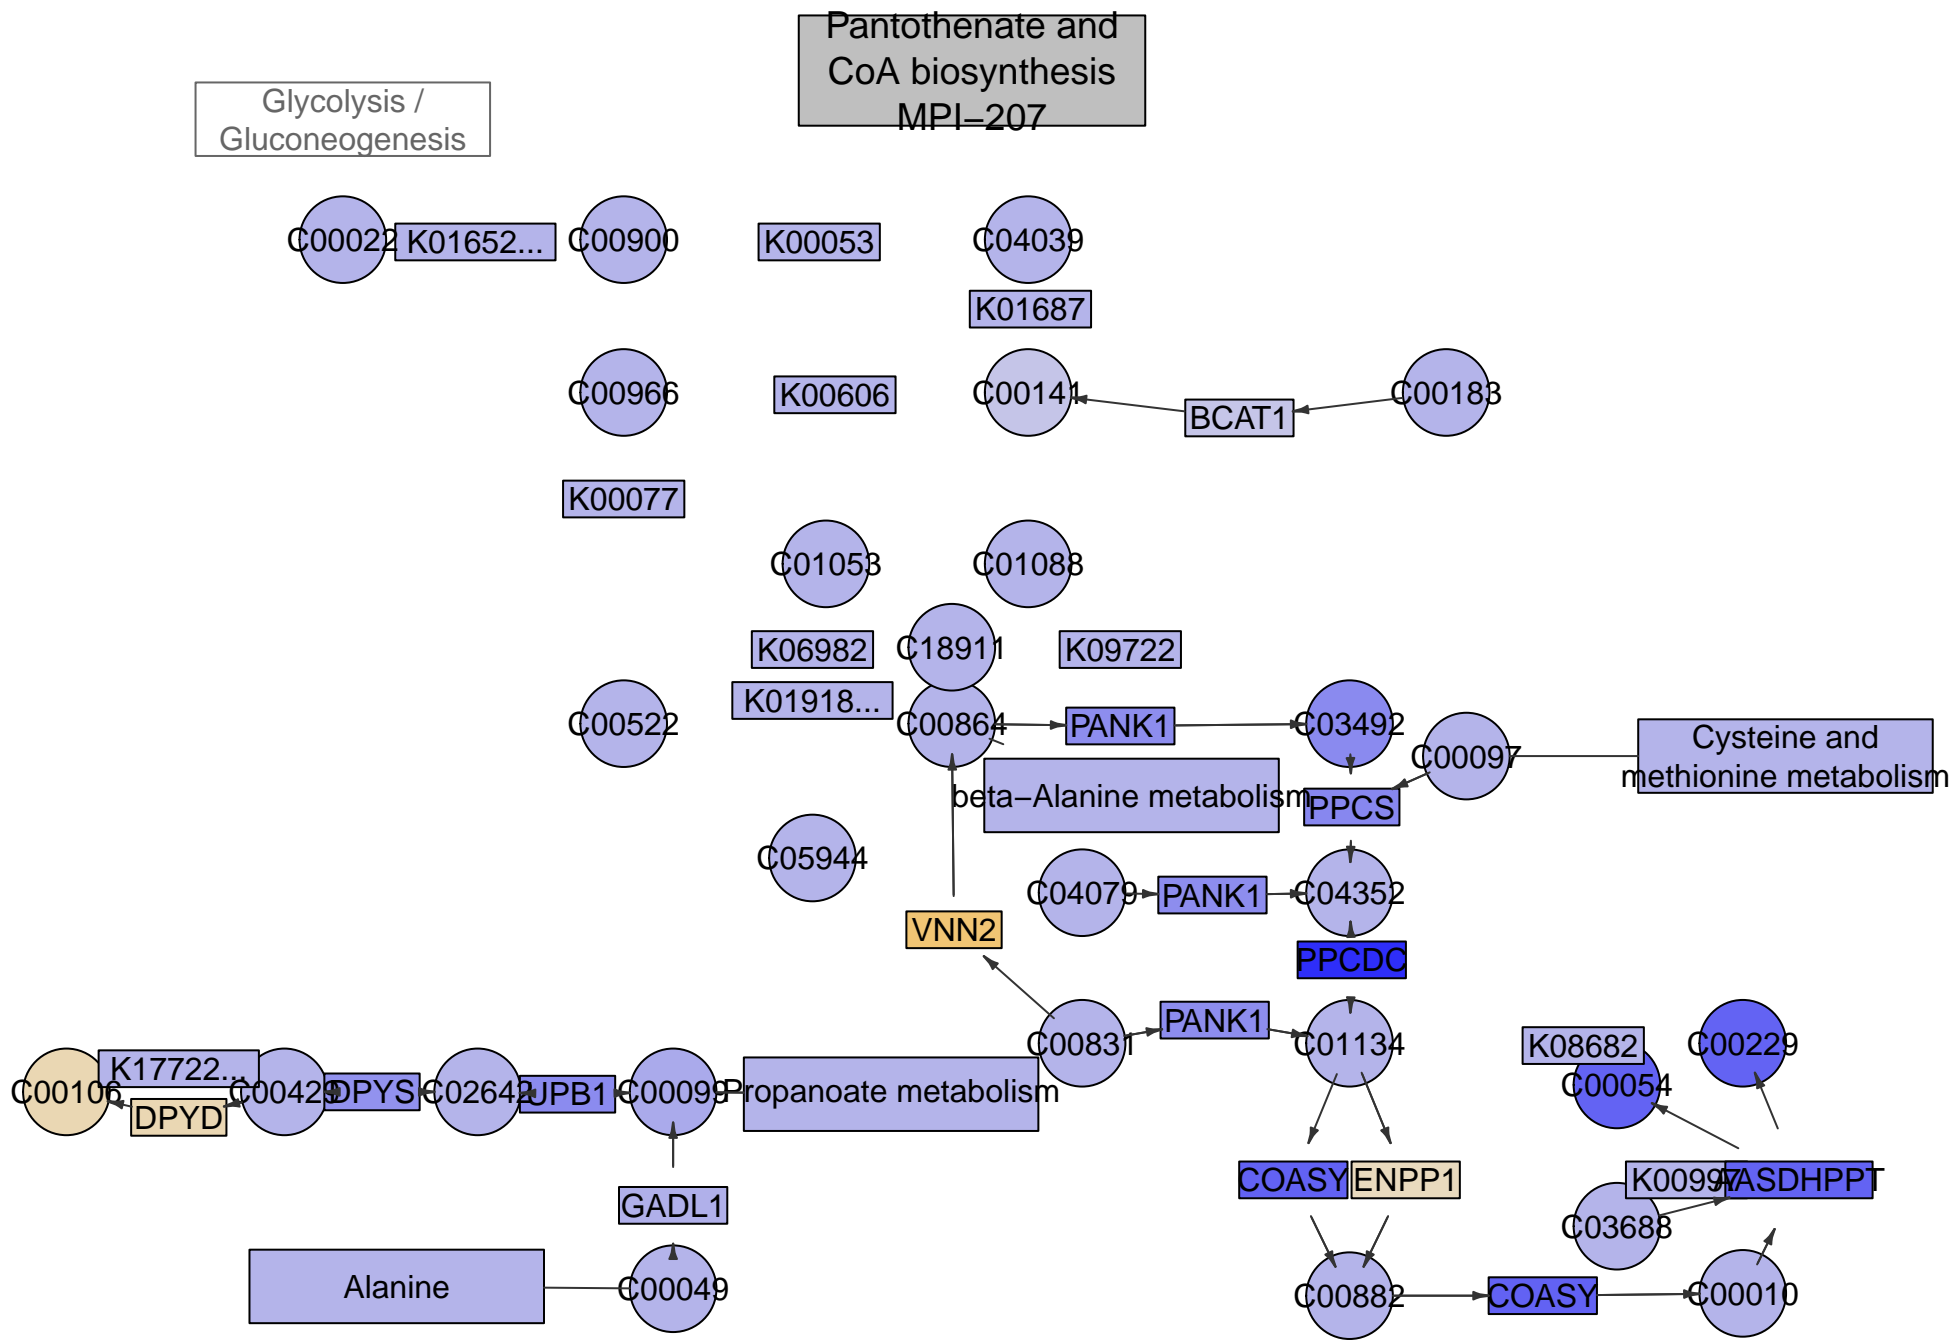 Pantothenate and
CoA biosynthesis
MPI−207
Glycolysis /
Gluconeogenesis
C00022
K01652...
C00900
K00053
C04039
K01687
C00966
K00606
C00141
BCAT1
C00183
K00077
C01053
C01088
K06982
C18911
K09722
K01918...
C00522
C00864
PANK1
C03492
C00097
Cysteine and
methionine metabolism
beta−Alanine metabolism
PPCS
C05944
C04079
PANK1
C04352
VNN2
PPCDC
C00831
PANK1
C01134
K08682
C00229
C00054
C00106
K17722...
DPYD
C00429
DPYS
C02642
UPB1
C00099
Propanoate metabolism
COASY
ENPP1
K00997
AASDHPPT
GADL1
C03688
Alanine
C00049
C00882
COASY
C00010